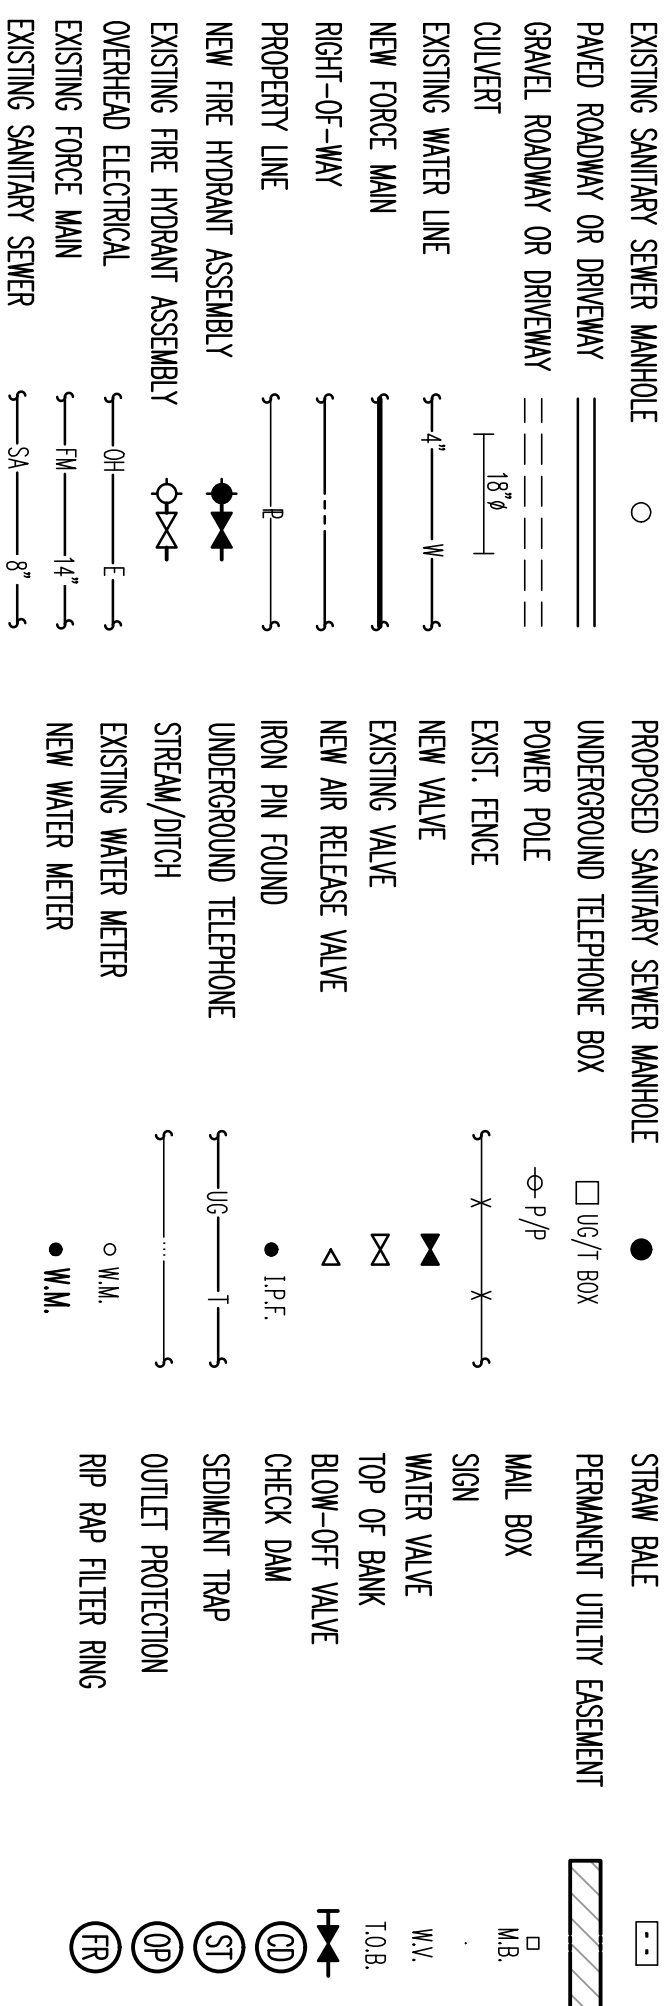 EXISTING SANITARY SEWER MANHOLE
PAVED ROADWAY OR DRIVEWAY
GRAVEL ROADWAY OR DRIVEWAY
CULVERT 18"Ø
EXISTING WATER LINE 4" W
NEW FORCE MAIN
RIGHT-OF-WAY
PROPERTY LINE PL
NEW FIRE HYDRANT ASSEMBLY
EXISTING FIRE HYDRANT ASSEMBLY
OVERHEAD ELECTRICAL OH E
EXISTING FORCE MAIN FM 14"
EXISTING SANITARY SEWER SA 8"
PROPOSED SANITARY SEWER MANHOLE
UNDERGROUND TELEPHONE BOX UG/T BOX
POWER POLE P/P
EXIST. FENCE X X
NEW VALVE
EXISTING VALVE
NEW AIR RELEASE VALVE
IRON PIN FOUND I.P.F.
UNDERGROUND TELEPHONE UG T
STREAM/DITCH
EXISTING WATER METER W.M.
NEW WATER METER W.M.
STRAW BALE
PERMANENT UTILTIY EASEMENT
MAIL BOX M.B.
SIGN
WATER VALVE W.V.
TOP OF BANK T.O.B.
BLOW-OFF VALVE
CHECK DAM CD
SEDIMENT TRAP ST
OUTLET PROTECTION OP
RIP RAP FILTER RING FR